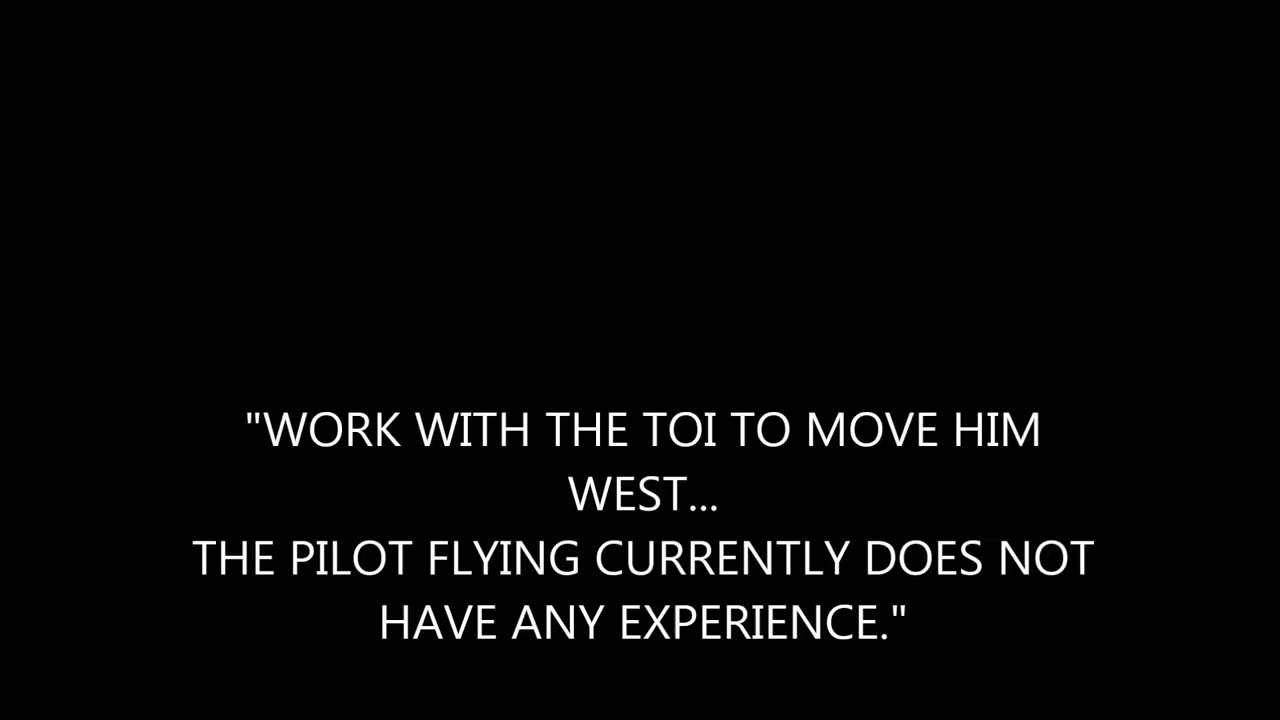 "WORK WITH THE TOI TO MOVE HIM
WEST...
THE PILOT FLYING CURRENTLY DOES NOT
HAVE ANY EXPERIENCE."